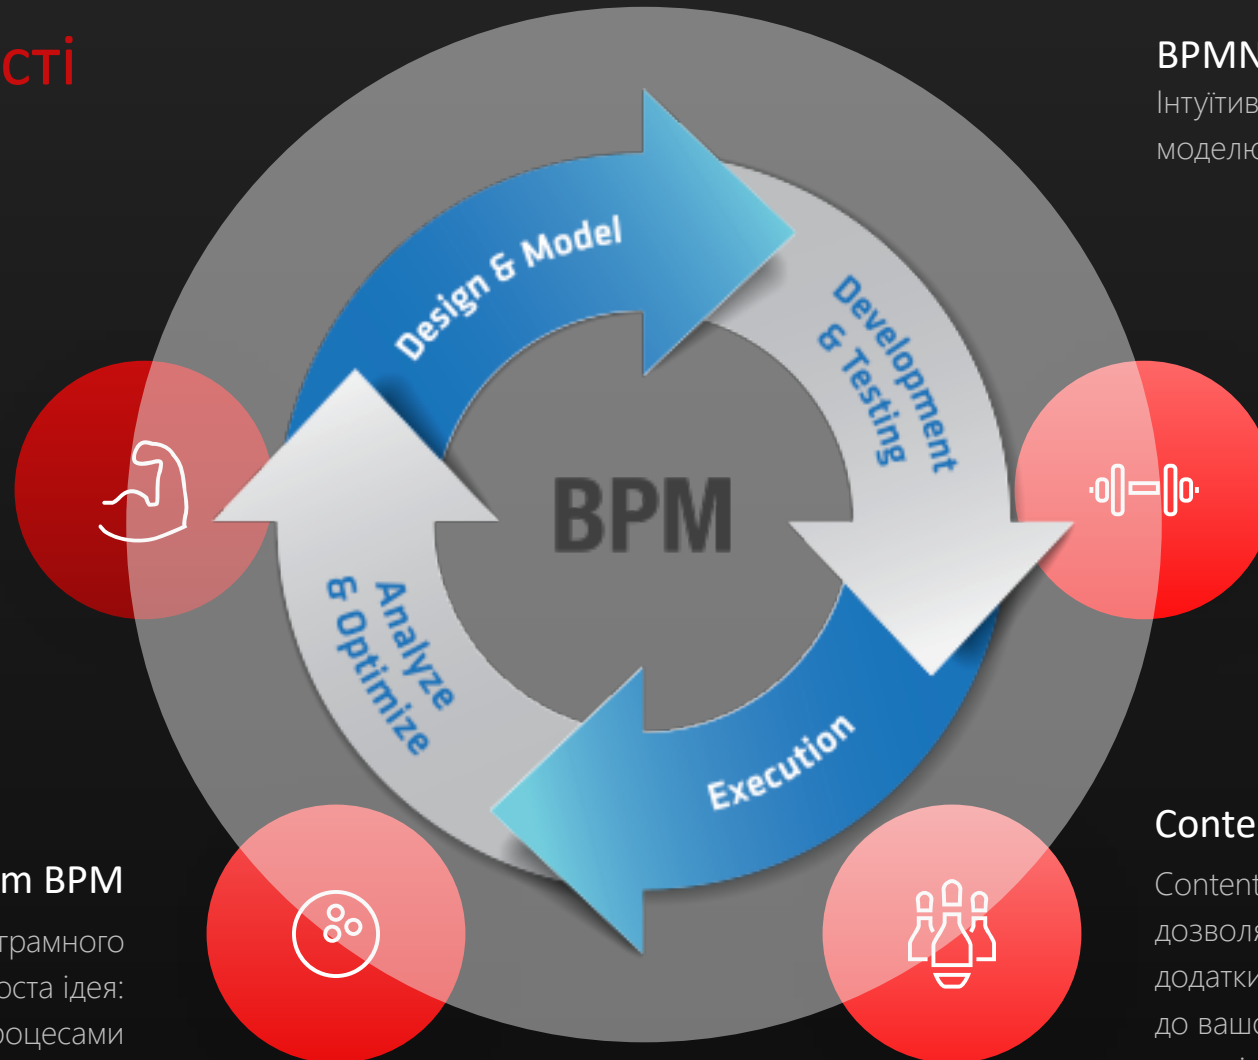 сті
BPMN
Інтуїтив
моделю
Design & Model
Development
& Testing
BPM
Analyze
& Optimize
Execution
m BPM
грамного
оста ідея:
роцесами
Conte
Content
дозволя
додатки
до вашо